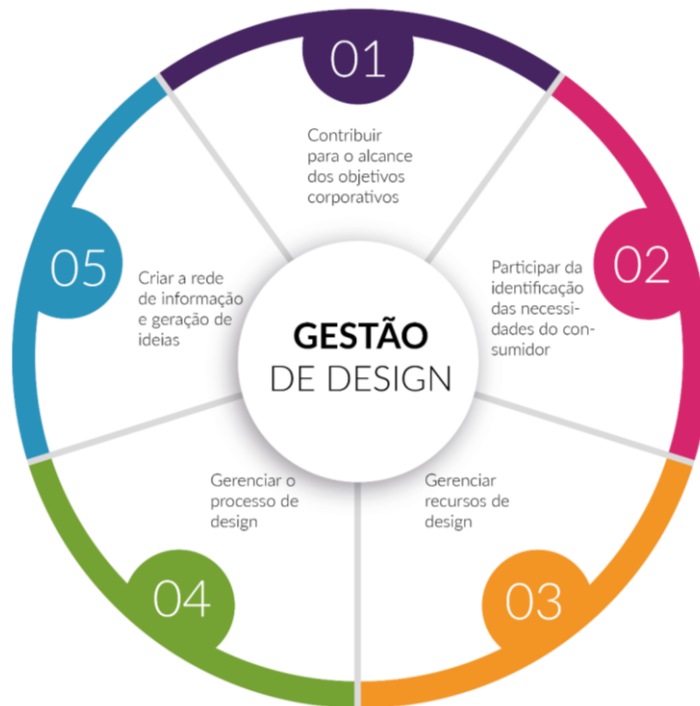 01
Contribuir
para o alcance
dos objetivos
corporativos
02
Participar da
identificação
das necessi-
dades do con-
sumidor
03
Gerenciar
recursos de
design
04
Gerenciar o
processo de
design
05
Criar a rede
de informação
e geração de
ideias
GESTÃO
DE DESIGN